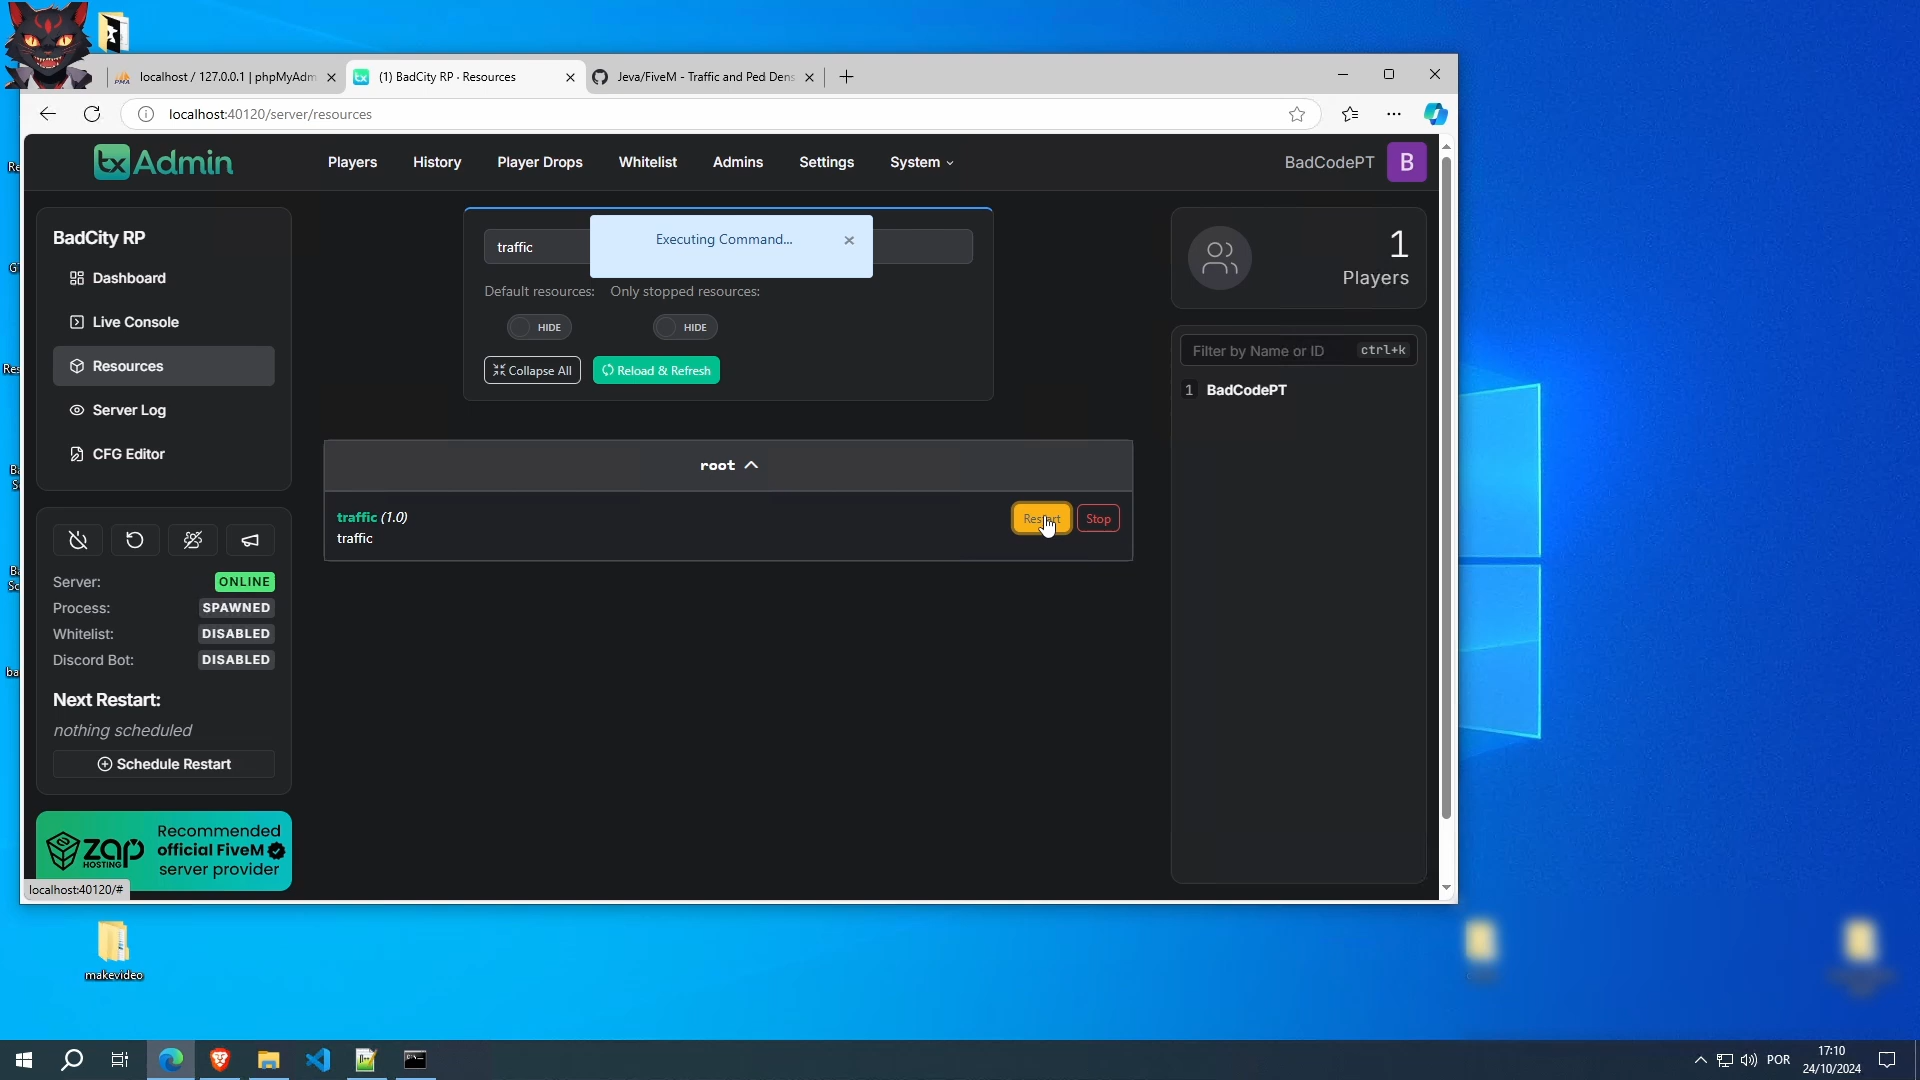 localhost / 127.0.0.1 | phpMyAdm
(1) BadCity RP · Resources
Jeva/FiveM - Traffic and Ped Dens
localhost:40120/server/resources
tx Admin
Players
History
Player Drops
Whitelist
Admins
Settings
System
BadCodePT
B
BadCity RP
Dashboard
Live Console
Resources
Server Log
CFG Editor
Server:
ONLINE
Process:
SPAWNED
Whitelist:
DISABLED
Discord Bot:
DISABLED
Next Restart:
nothing scheduled
Schedule Restart
ZAP HOSTING
Recommended
official FiveM
server provider
localhost:40120/#
traffic
Executing Command...
Default resources:
Only stopped resources:
HIDE
HIDE
Collapse All
Reload & Refresh
root
traffic (1.0)
traffic
Restart
Stop
1
Players
Filter by Name or ID
ctrl+k
1 BadCodePT
makevideo
POR
17:10
24/10/2024